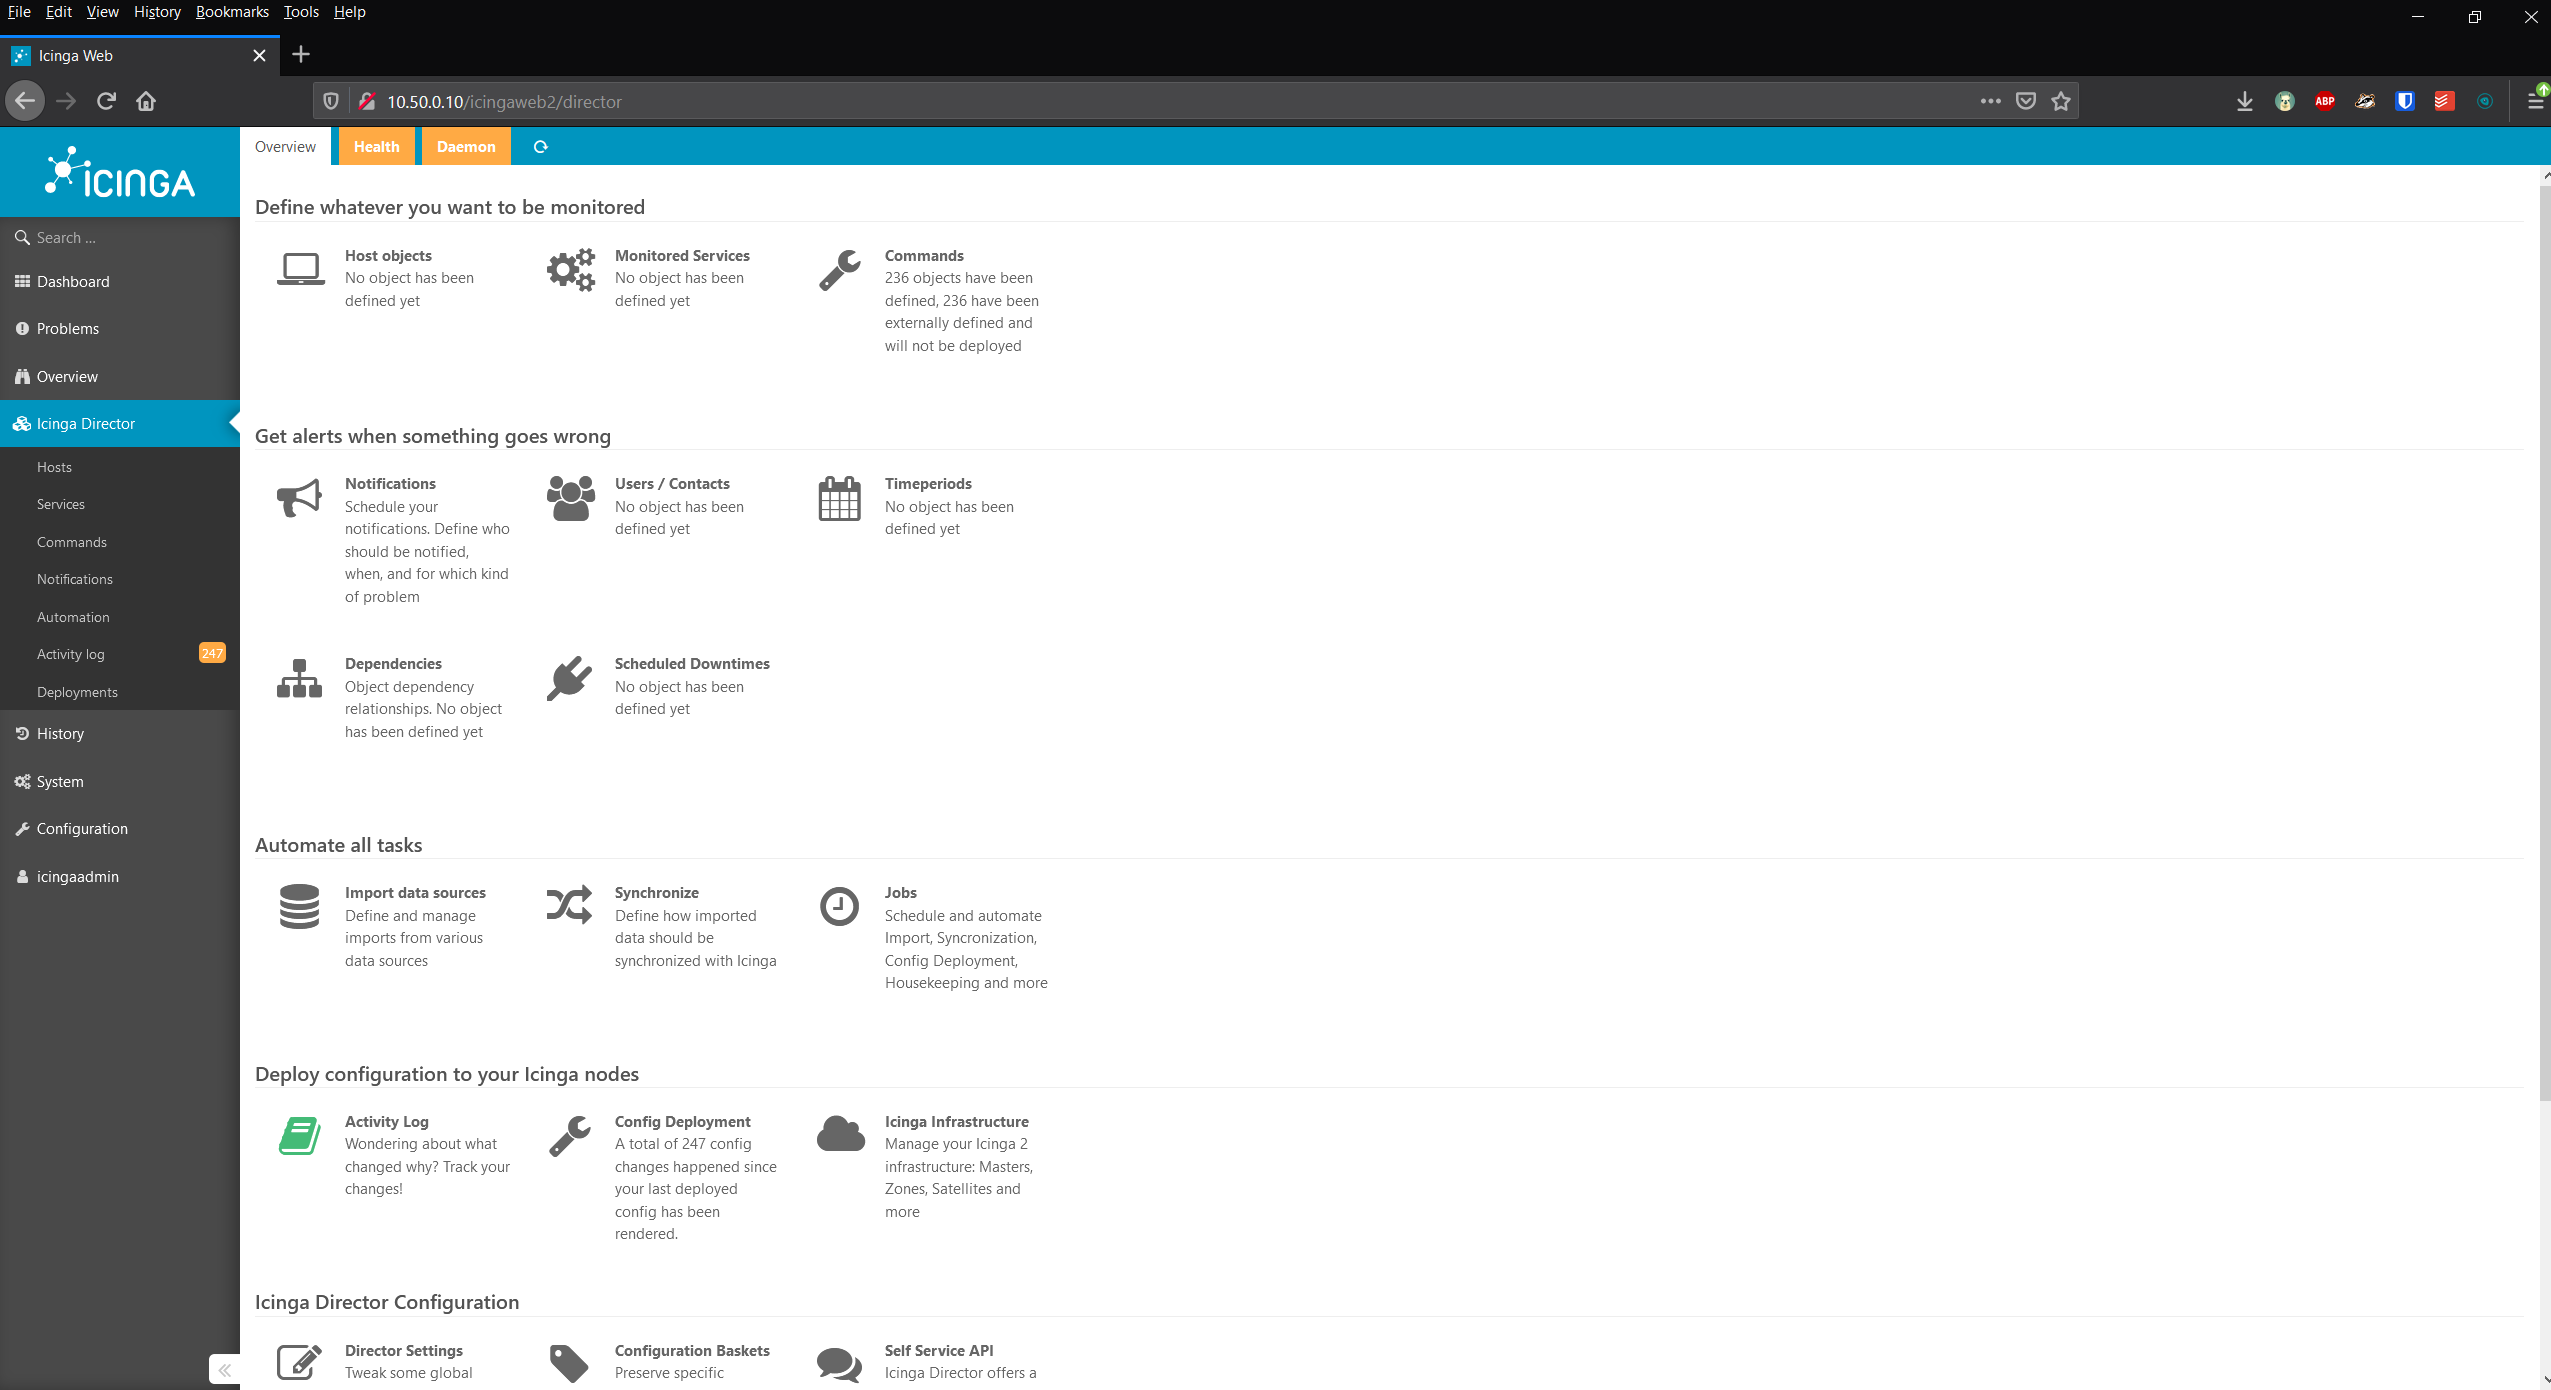 File Edit View History Bookmarks Tools Help
Icinga Web
10.50.0.10/icingaweb2/director
ABP
ICINGA
Search ...
Dashboard
Problems
Overview
Icinga Director
Hosts
Services
Commands
Notifications
Automation
Activity log 247
Deployments
History
System
Configuration
icingaadmin
Overview Health Daemon
Define whatever you want to be monitored
Host objects
No object has been
defined yet
Monitored Services
No object has been
defined yet
Commands
236 objects have been
defined, 236 have been
externally defined and
will not be deployed
Get alerts when something goes wrong
Notifications
Schedule your
notifications. Define who
should be notified,
when, and for which kind
of problem
Users / Contacts
No object has been
defined yet
Timeperiods
No object has been
defined yet
Dependencies
Object dependency
relationships. No object
has been defined yet
Scheduled Downtimes
No object has been
defined yet
Automate all tasks
Import data sources
Define and manage
imports from various
data sources
Synchronize
Define how imported
data should be
synchronized with Icinga
Jobs
Schedule and automate
Import, Syncronization,
Config Deployment,
Housekeeping and more
Deploy configuration to your Icinga nodes
Activity Log
Wondering about what
changed why? Track your
changes!
Config Deployment
A total of 247 config
changes happened since
your last deployed
config has been
rendered.
Icinga Infrastructure
Manage your Icinga 2
infrastructure: Masters,
Zones, Satellites and
more
Icinga Director Configuration
Director Settings
Tweak some global
Configuration Baskets
Preserve specific
Self Service API
Icinga Director offers a